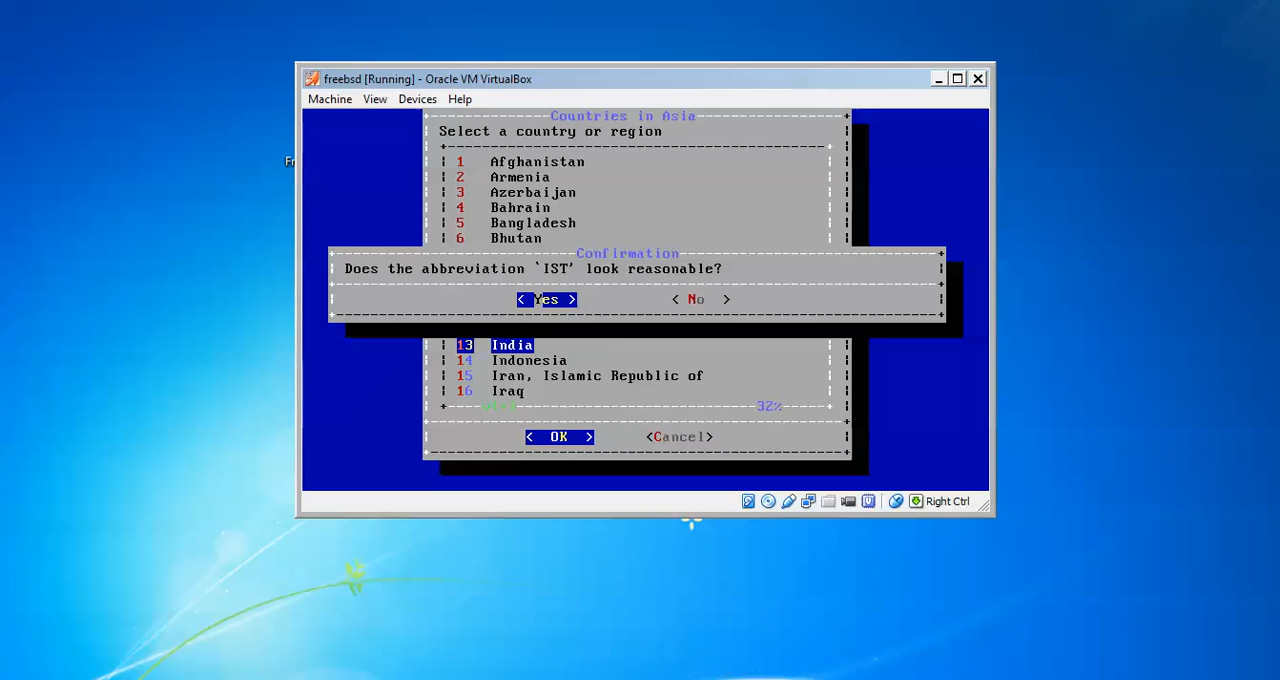 freebsd [Running] - Oracle VM VirtualBox
Machine View Devices Help
Countries in Asia
Select a country or region
1 Afghanistan
2 Armenia
3 Azerbaijan
4 Bahrain
5 Bangladesh
6 Bhutan
Confirmation
Does the abbreviation `IST' look reasonable?
< Yes > < No >
13 India
14 Indonesia
15 Iran, Islamic Republic of
16 Iraq
32%
< OK > <Cancel>
Right Ctrl